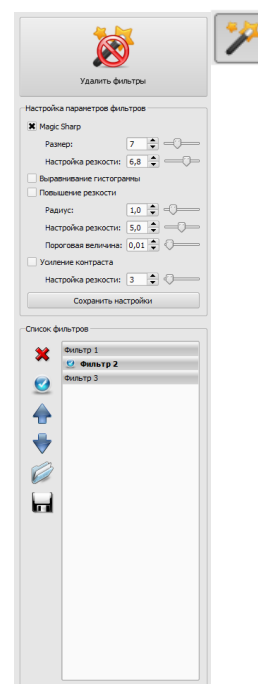 Удалить фильтры
Настройка параметров фильтров
Magic Sharp
Размер: 7
Настройка резкости: 6,8
Выравнивание гистограммы
Повышение резкости
Радиус: 1,0
Настройка резкости: 5,0
Пороговая величина: 0,01
Усиление контраста
Настройка резкости: 3
Сохранить настройки
Список фильтров
Фильтр 1
Фильтр 2
Фильтр 3